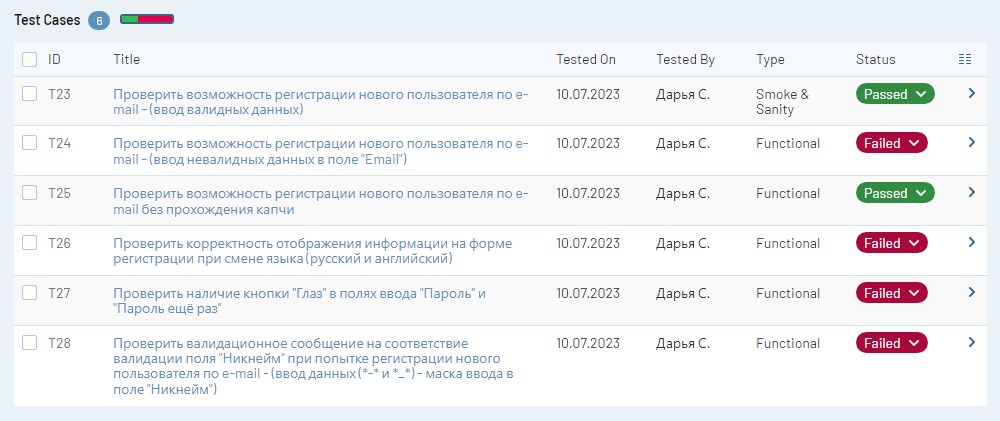 Test Cases 6
ID Title Tested On Tested By Type Status
T23 Проверить возможность регистрации нового пользователя по e- 10.07.2023 Дарья С. Smoke & Passed
mail - (ввод валидных данных) Sanity
T24 Проверить возможность регистрации нового пользователя по e- 10.07.2023 Дарья С. Functional Failed
mail - (ввод невалидных данных в поле "Email")
T25 Проверить возможность регистрации нового пользователя по e- 10.07.2023 Дарья С. Functional Passed
mail без прохождения капчи
T26 Проверить корректность отображения информации на форме 10.07.2023 Дарья С. Functional Failed
регистрации при смене языка (русский и английский)
T27 Проверить наличие кнопки "Глаз" в полях ввода "Пароль" и 10.07.2023 Дарья С. Functional Failed
"Пароль ещё раз"
T28 Проверить валидационное сообщение на соответствие 10.07.2023 Дарья С. Functional Failed
валидации поля "Никнейм" при попытке регистрации нового
пользователя по e-mail - (ввод данных (*-* и *_*) - маска ввода в
поле "Никнейм")